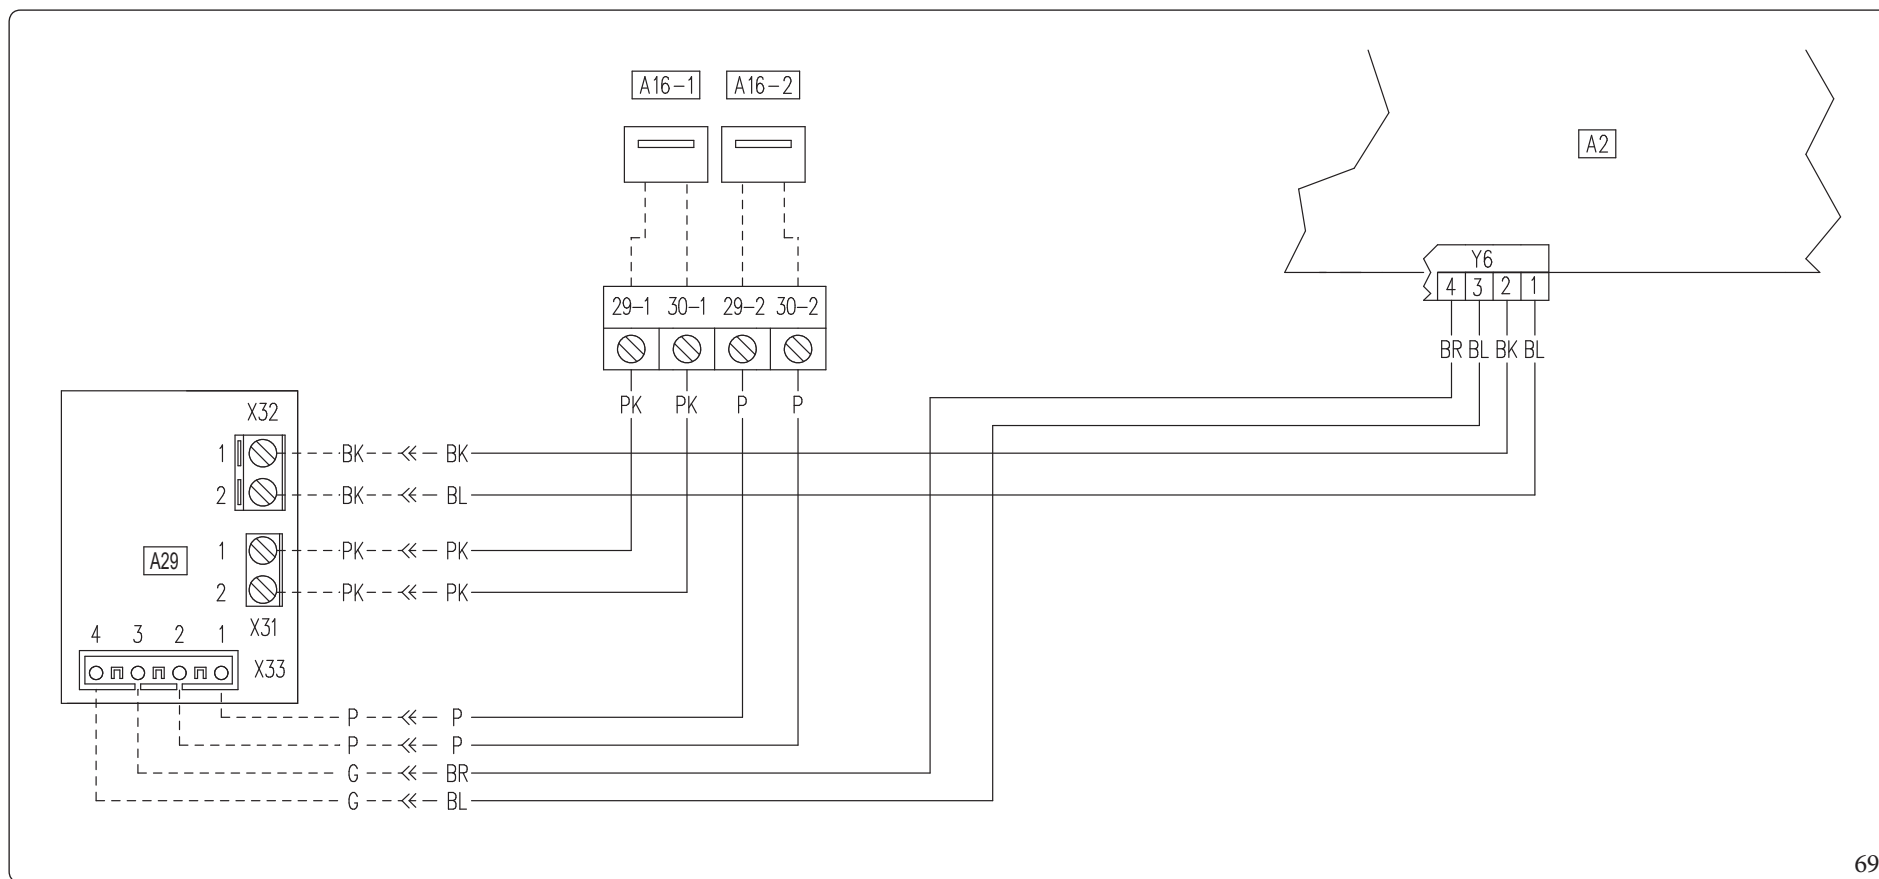 A16-1 A16-2
A2
Y6
4 3 2 1
29-1 30-1 29-2 30-2
BR BL BK BL
PK PK P P
X32
1 BK BK
2 BK BL
1 PK PK
A29
2 PK PK
X31
4 3 2 1
X33
P P
P P
G BR
G BL
69